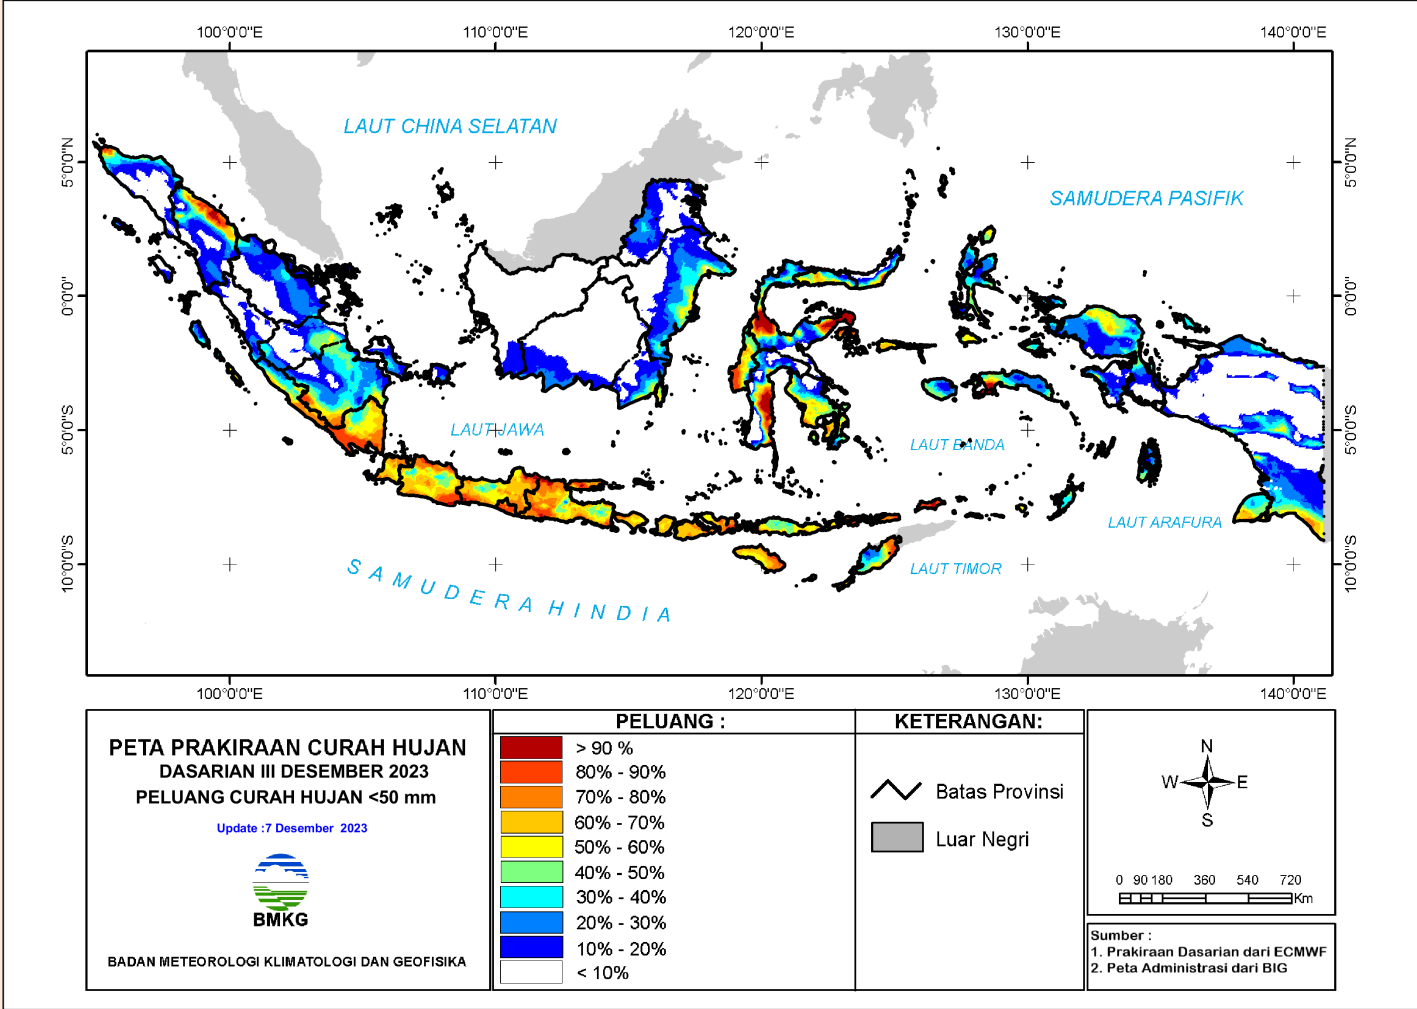 100°0'0"E 110°0'0"E 120°0'0"E 130°0'0"E 140°0'0"E
LAUT CHINA SELATAN
5°0'0"N 5°0'0"N
SAMUDERA PASIFIK
0°0'0" 0°0'0"
LAUT JAWA
5°0'0"S 5°0'0"S
LAUT BANDA
LAUT ARAFURA
LAUT TIMOR
10°0'0"S 10°0'0"S
SAMUDERA HINDIA
100°0'0"E 110°0'0"E 120°0'0"E 130°0'0"E 140°0'0"E
PETA PRAKIRAAN CURAH HUJAN
DASARIAN III DESEMBER 2023
PELUANG CURAH HUJAN <50 mm
Update :7 Desember 2023
BMKG
BADAN METEOROLOGI KLIMATOLOGI DAN GEOFISIKA
PELUANG :
> 90 %
80% - 90%
70% - 80%
60% - 70%
50% - 60%
40% - 50%
30% - 40%
20% - 30%
10% - 20%
< 10%
KETERANGAN:
Batas Provinsi
Luar Negri
N
W E
S
0 90 180 360 540 720
Km
Sumber :
1. Prakiraan Dasarian dari ECMWF
2. Peta Administrasi dari BIG